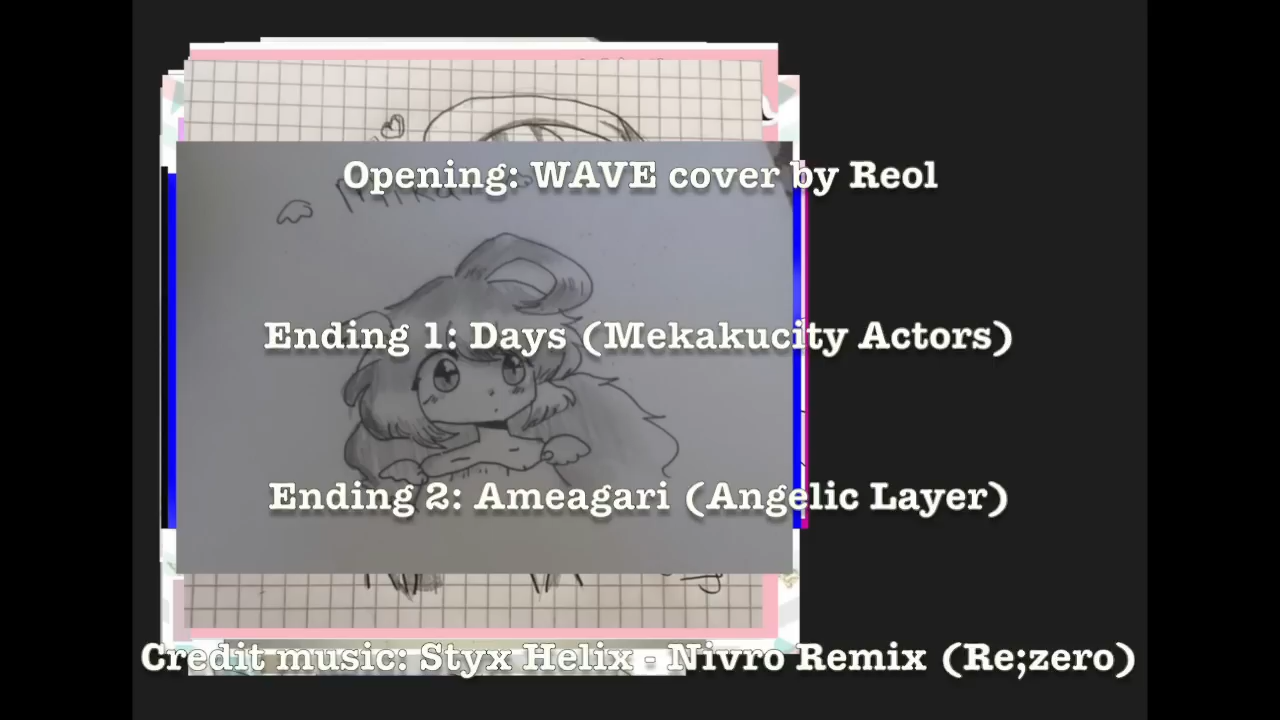 Opening: WAVE cover by Reol
Ending 1: Days (Mekakucity Actors)
Ending 2: Ameagari (Angelic Layer)
Credit music: Styx Helix - Nivro Remix (Re;zero)